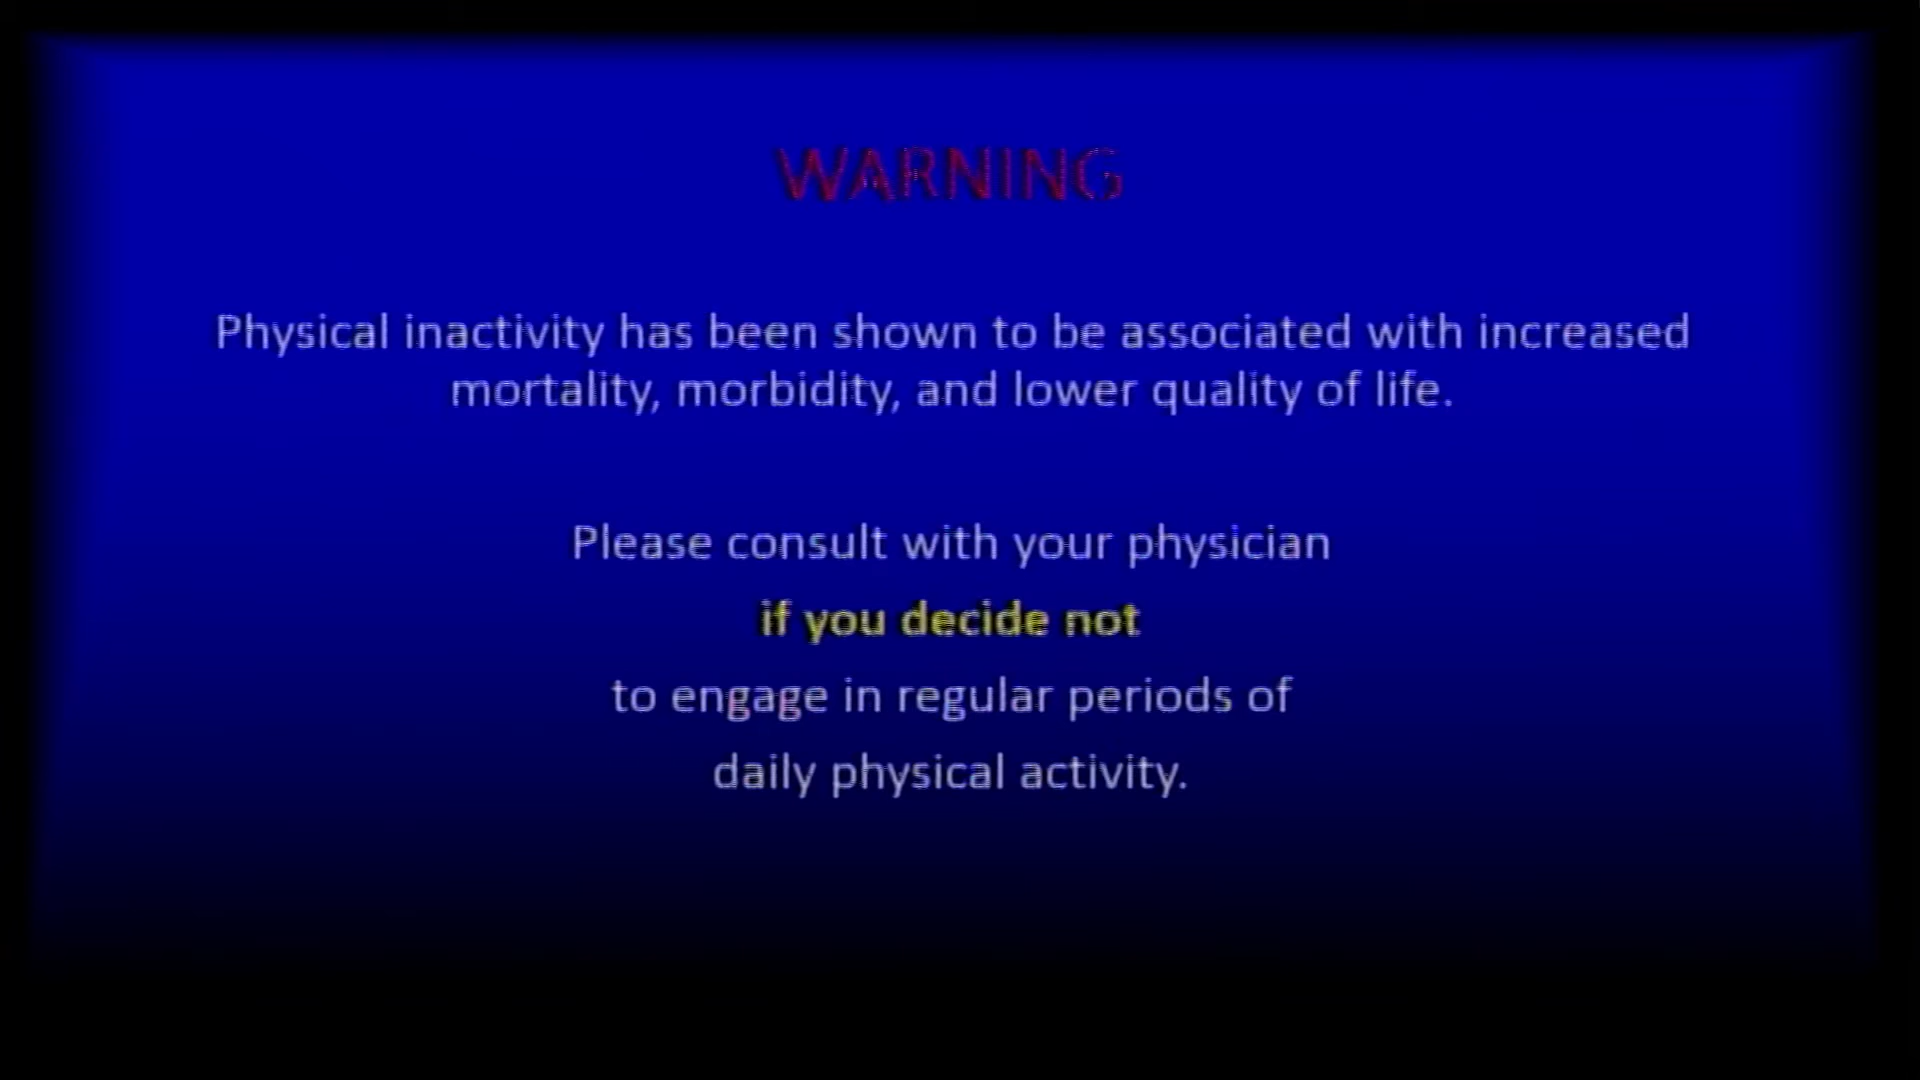 WARNING
Physical inactivity has been shown to be associated with increased
mortality, morbidity, and lower quality of life.
Please consult with your physician
if you decide not
to engage in regular periods of
daily physical activity.